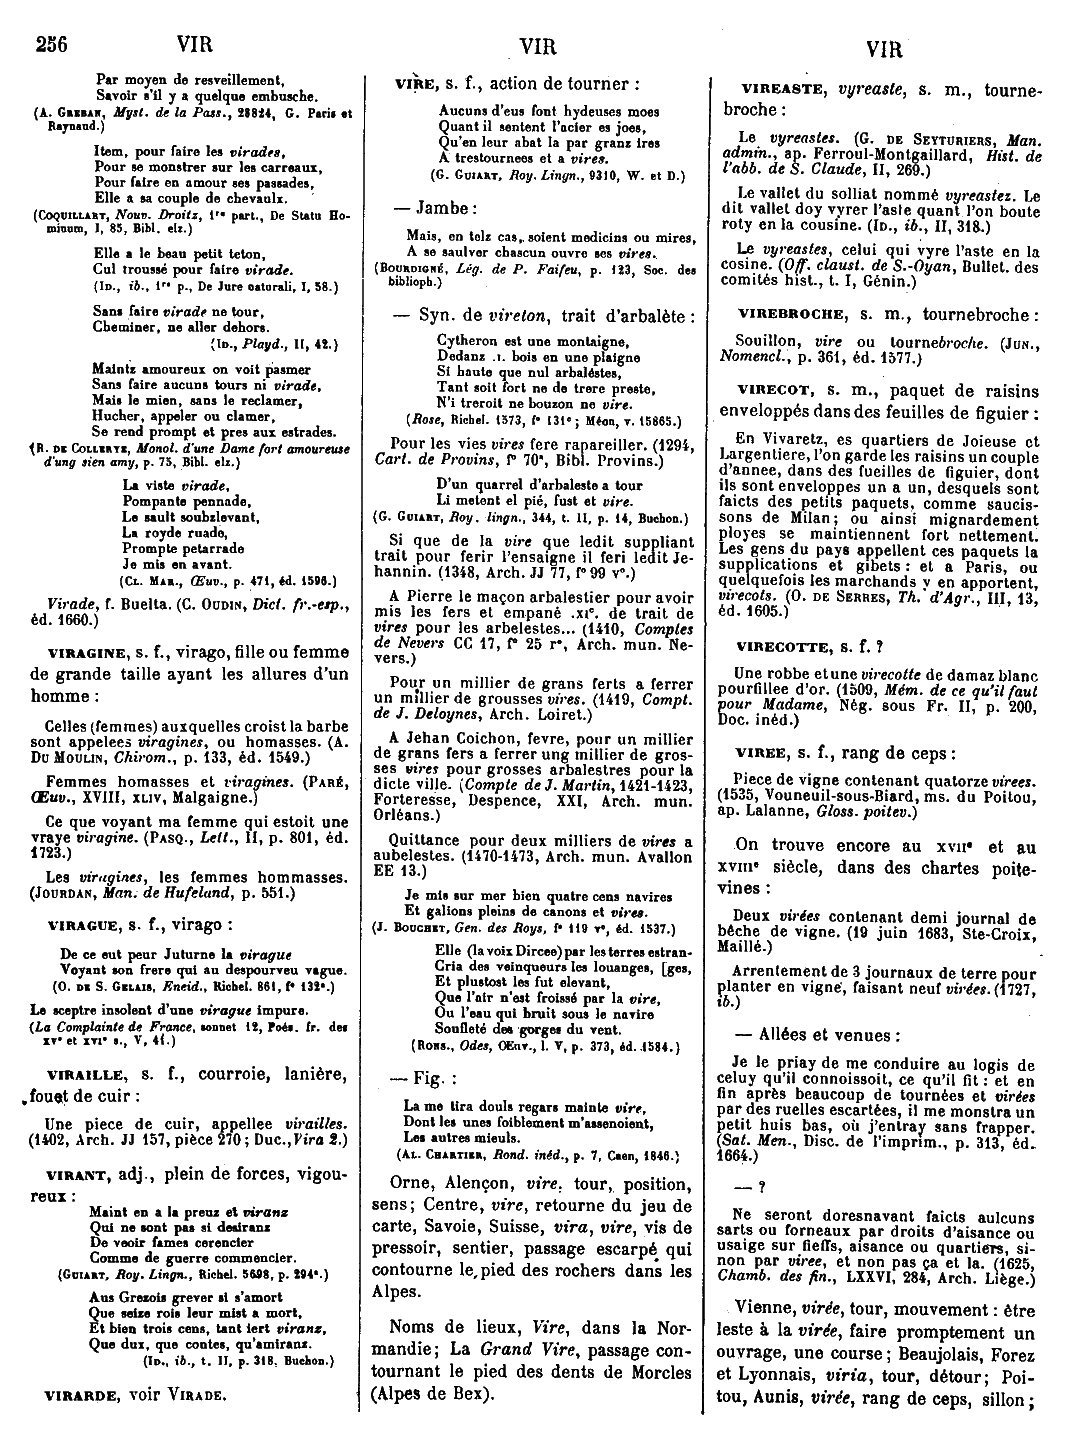 256 VIR VIR VIR
Par moyen de resveillement,
Savoir s'il y a quelque embusche.
(A. GREBAN, Myst. de la Pass., 28824, G. Paris et
Raynaud.)
Item, pour faire les virades,
Pour se monstrer sur les carreaux,
Pour faire en amour ses passades,
Elle a sa couple de chevaulx.
(COQUILLART, Nouv. Droitz, 1re part., De Statu Ho-
minum, I, 85, Bibl. elz.)
Elle a le beau petit teton,
Cul troussé pour faire virade.
(ID., ib., 1re p., De Jure naturali, I, 58.)
Sans faire virade ne tour,
Cheminer, ne aller dehors.
(ID., Playd., II, 42.)
Maintz amoureux on voit pasmer
Sans faire aucuns tours ni virade,
Mais le mien, sans le reclamer,
Hucher, appeler ou clamer,
Se rend prompt et pres aux estrades.
(R. DE COLLERYE, Monol. d'une Dame fort amoureuse
d'ung sien amy, p. 75, Bibl. elz.)
La viste virade,
Pompante pennade,
Le sault soubzlevant,
La royde ruade,
Prompte petarrade
Je mis en avant.
(CL. MAR., Œuv., p. 471, éd. 1596.)
Virade, f. Buelta. (C. OUDIN, Dict. fr.-esp.,
éd. 1660.)
VIRAGINE, s. f., virago, fille ou femme
de grande taille ayant les allures d'un
homme :
Celles (femmes) auxquelles croist la barbe
sont appelees viragines, ou homasses. (A.
DU MOULIN, Chirom., p. 133, éd. 1549.)
Femmes homasses et viragines. (PARÉ,
Œuv., XVIII, XLIV, Malgaigne.)
Ce que voyant ma femme qui estoit une
vraye viragine. (PASQ., Lett., II, p. 801, éd.
1723.)
Les viragines, les femmes hommasses.
(JOURDAN, Man. de Hufeland, p. 551.)
VIRAGUE, s. f., virago :
De ce eut peur Juturne la virague
Voyant son frere qui au despourveu vague.
(O. DE S. GELAIS, Eneid., Richel. 861, f° 132c.)
Le sceptre insolent d'une virague impure.
(La Complainte de France, sonnet 12, Poés. fr. des
xve et xvie s., V, 41.)
VIRAILLE, s. f., courroie, lanière,
fouet de cuir :
Une piece de cuir, appellee virailles.
(1402, Arch. JJ 157, pièce 270 ; Duc., Vira 2.)
VIRANT, adj., plein de forces, vigou-
reux :
Maint en a la preuz et viranz
Qui ne sont pas si desiranz
De veoir fames cerencier
Comme de guerre commencier.
(GUIART, Roy. Lingn., Richel. 5698, p. 294a.)
Aus Grezois grever si s'amort
Que seize rois leur mist a mort,
Et bien trois cens, tant iert viranz,
Que dux, que contes, qu'amiranz.
(ID., ib., t. II, p. 318, Buchon.)
VIRARDE, voir VIRADE.
VIRE, s. f., action de tourner :
Aucuns d'eus font hydeuses moes
Quant il sentent l'acier es joes,
Qu'en leur abat la par granz ires
A trestournees et a vires.
(G. GUIART, Roy. Lingn., 9310, W. et D.)
— Jambe :
Mais, en telz cas, soient medicins ou mires,
A se saulver chascun ouvre ses vires.
(BOURDIGNÉ, Lég. de P. Faifeu, p. 123, Soc. des
biblioph.)
— Syn. de vireton, trait d'arbalète :
Cytheron est une montaigne,
Dedanz .I. bois en une plaigne
Si haute que nul arbalestes,
Tant soit fort ne de trere preste,
N'i treroit ne bouzon ne vire.
(Rose, Richel. 1573, f° 131c ; Méon, v. 15865.)
Pour les vies vires fere rapareiller. (1294,
Cart. de Provins, f° 70a, Bibl. Provins.)
D'un quarrel d'arbaleste a tour
Li metent el pié, fust et vire.
(G. GUIART, Roy. lingn., 344, t. II, p. 14, Buchon.)
Si que de la vire que ledit suppliant
trait pour ferir l'ensaigne il feri ledit Je-
hannin. (1348, Arch. JJ 77, f° 99 v°.)
A Pierre le maçon arbalestier pour avoir
mis les fers et empané .XIc. de trait de
vires pour les arbelestes... (1410, Comptes
de Nevers CC 17, f° 25 r°, Arch. mun. Ne-
vers.)
Pour un millier de grans ferts a ferrer
un millier de grousses vires. (1419, Compt.
de J. Deloynes, Arch. Loiret.)
A Jehan Coichon, fevre, pour un millier
de grans fers a ferrer ung millier de gros-
ses vires pour grosses arbalestres pour la
dicte ville. (Compte de J. Martin, 1421-1423,
Forteresse, Despence, XXI, Arch. mun.
Orléans.)
Quittance pour deux milliers de vires a
aubelestes. (1470-1473, Arch. mun. Avallon
EE 13.)
Je mis sur mer bien quatre cens navires
Et galions pleins de canons et vires.
(J. BOUCHET, Gen. des Roys, f° 119 v°, éd. 1537.)
Elle (la voix Dircee) par les terres estran-
Cria des veinqueurs les louanges, [ges,
Et plustost les fut elevant,
Que l'air n'est froissé par la vire,
Ou l'eau qui bruit sous le navire
Soufleté des gorges du vent.
(RONS., Odes, Œuv., l. V, p. 373, éd. 1584.)
— Fig. :
La me tira douls regars mainte vire,
Dont les unes foiblement m'assenoient,
Les autres mieuls.
(AL. CHARTIER, Rond. inéd., p. 7, Caen, 1846.)
Orne, Alençon, vire, tour, position,
sens ; Centre, vire, retourne du jeu de
carte, Savoie, Suisse, vira, vire, vis de
pressoir, sentier, passage escarpé qui
contourne le pied des rochers dans les
Alpes.
Noms de lieux, Vire, dans la Nor-
mandie ; La Grand Vire, passage con-
tournant le pied des dents de Morcles
(Alpes de Bex).
VIREASTE, vyreaste, s. m., tourne-
broche :
Le vyreastes. (G. DE SEYTURIERS, Man.
admin., ap. Ferroul-Montgaillard, Hist. de
l'abb. de S. Claude, II, 269.)
Le vallet du solliat nommé vyreastez. Le
dit vallet doy vyrer l'aste quant l'on boute
roty en la cousine. (ID., ib., II, 318.)
Le vyreastes, celui qui vyre l'aste en la
cosine. (Off. claust. de S.-Oyan, Bullet. des
comités hist., t. I, Génin.)
VIREBROCHE, s. m., tournebroche :
Souillon, vire ou tournebroche. (JUN.,
Nomencl., p. 361, éd. 1577.)
VIRECOT, s. m., paquet de raisins
enveloppés dans des feuilles de figuier :
En Vivaretz, es quartiers de Joieuse et
Largentiere, l'on garde les raisins un couple
d'annee, dans des fueilles de figuier, dont
ils sont enveloppes un a un, desquels sont
faicts des petits paquets, comme saucis-
sons de Milan ; ou ainsi mignardement
ployes se maintiennent fort nettement.
Les gens du pays appellent ces paquets la
supplications et gibets : et a Paris, ou
quelquefois les marchands y en apportent,
virecots. (O. DE SERRES, Th. d'Agr., III, 13,
éd. 1605.)
VIRECOTTE, s. f. ?
Une robbe et une virecotte de damaz blanc
pourfillee d'or. (1509, Mém. de ce qu'il faut
pour Madame, Nég. sous Fr. II, p. 200,
Doc. inéd.)
VIREE, s. f., rang de ceps :
Piece de vigne contenant quatorze virees.
(1535, Vouneuil-sous-Biard, ms. du Poitou,
ap. Lalanne, Gloss. poitev.)
On trouve encore au XVIIe et au
XVIIIe siècle, dans des chartes poite-
vines :
Deux virées contenant demi journal de
bêche de vigne. (19 juin 1683, Ste-Croix,
Maillé.)
Arrentement de 3 journaux de terre pour
planter en vigne, faisant neuf virées. (1727,
ib.)
— Allées et venues :
Je le priay de me conduire au logis de
celuy qu'il connoissoit, ce qu'il fit : et en
fin après beaucoup de tournées et virées
par des ruelles escartées, il me monstra un
petit huis bas, où j'entray sans frapper.
(Sat. Men., Disc. de l'imprim., p. 313, éd.
1664.)
— ?
Ne seront doresnavant faicts aulcuns
sarts ou forneaux par droits d'aisance ou
usaige sur fieffs, aisance ou quartiers, si-
non par viree, et non pas ça et la. (1625,
Chamb. des fin., LXXVI, 284, Arch. Liège.)
Vienne, virée, tour, mouvement : être
leste à la virée, faire promptement un
ouvrage, une course ; Beaujolais, Forez
et Lyonnais, viria, tour, détour ; Poi-
tou, Aunis, virée, rang de ceps, sillon ;